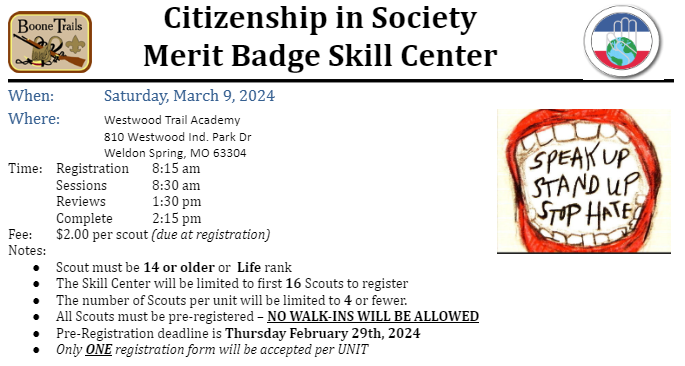 Boone Trails
Citizenship in Society
Merit Badge Skill Center
When: Saturday, March 9, 2024
Where: Westwood Trail Academy
810 Westwood Ind. Park Dr
Weldon Spring, MO 63304
Time: Registration 8:15 am
Sessions 8:30 am
Reviews 1:30 pm
Complete 2:15 pm
Fee: $2.00 per scout (due at registration)
Notes:
SPEAK UP
STAND UP
STOP HATE
● Scout must be 14 or older or Life rank
● The Skill Center will be limited to first 16 Scouts to register
● The number of Scouts per unit will be limited to 4 or fewer.
● All Scouts must be pre-registered – NO WALK-INS WILL BE ALLOWED
● Pre-Registration deadline is Thursday February 29th, 2024
● Only ONE registration form will be accepted per UNIT